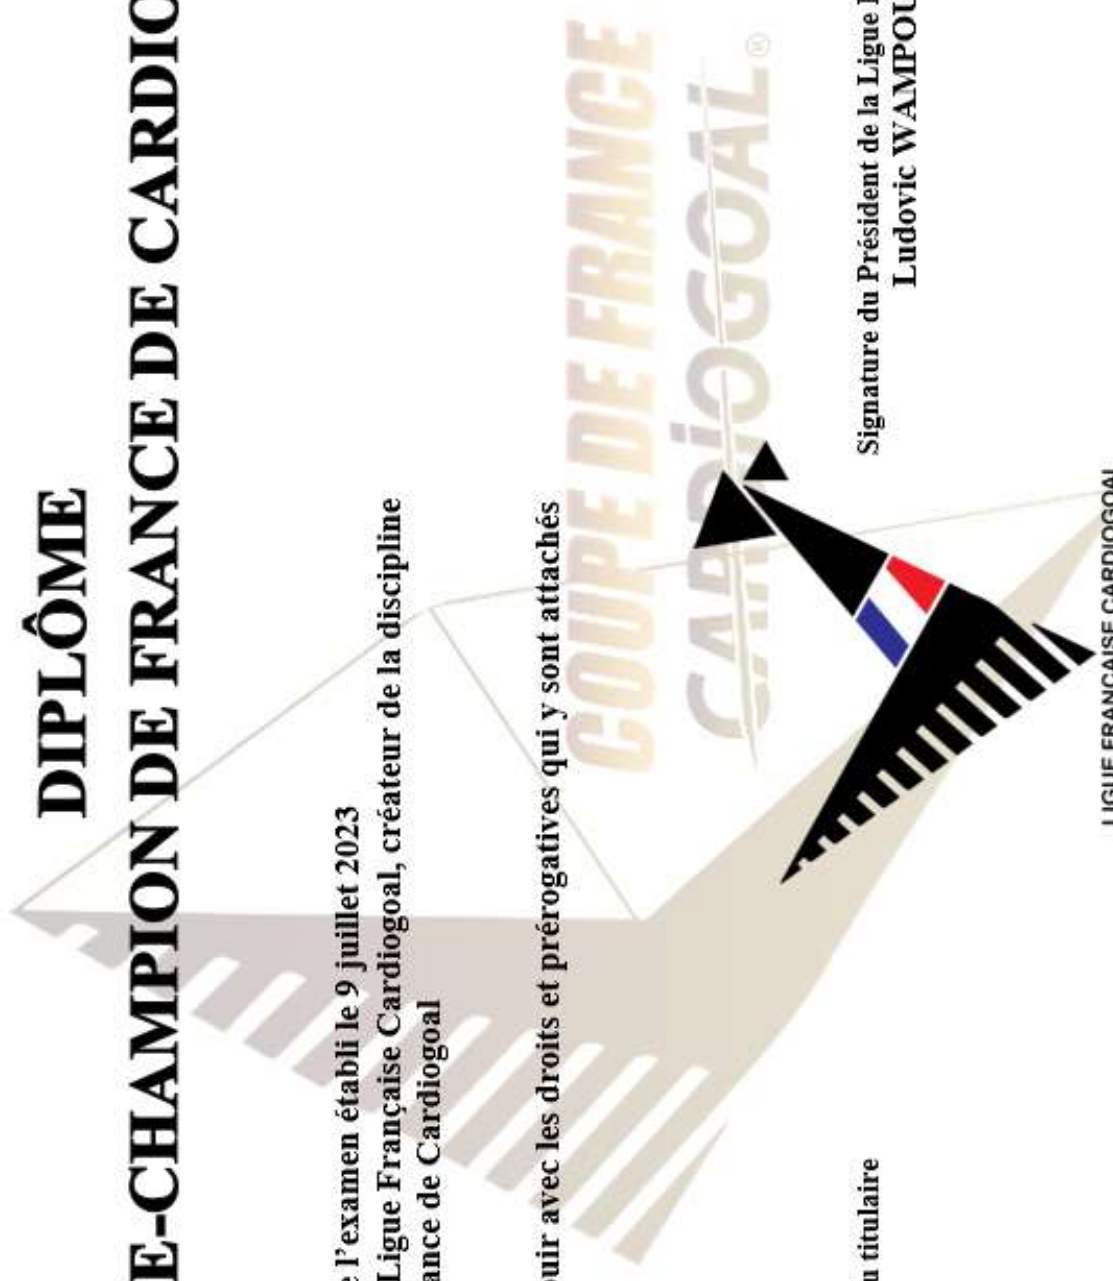 DIPLÔME
E-CHAMPION DE FRANCE DE CARDIO
l'examen établi le 9 juillet 2023
Ligue Française Cardiogoal, créateur de la discipline
ance de Cardiogoal
uir avec les droits et prérogatives qui y sont attachés
COUPE DE FRANCE
CARDiOGOAL®
u titulaire
Signature du Président de la Ligue
Ludovic WAMPOU
LIGUE FRANÇAISE CARDIOGOAL